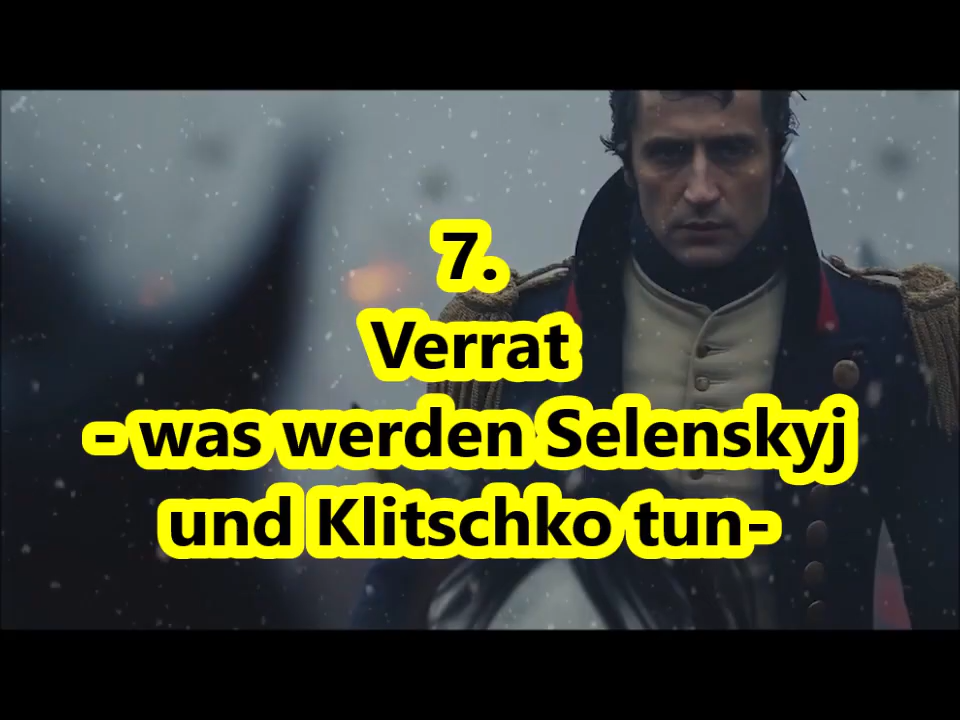 7.
Verrat
- was werden Selenskyj
und Klitschko tun-